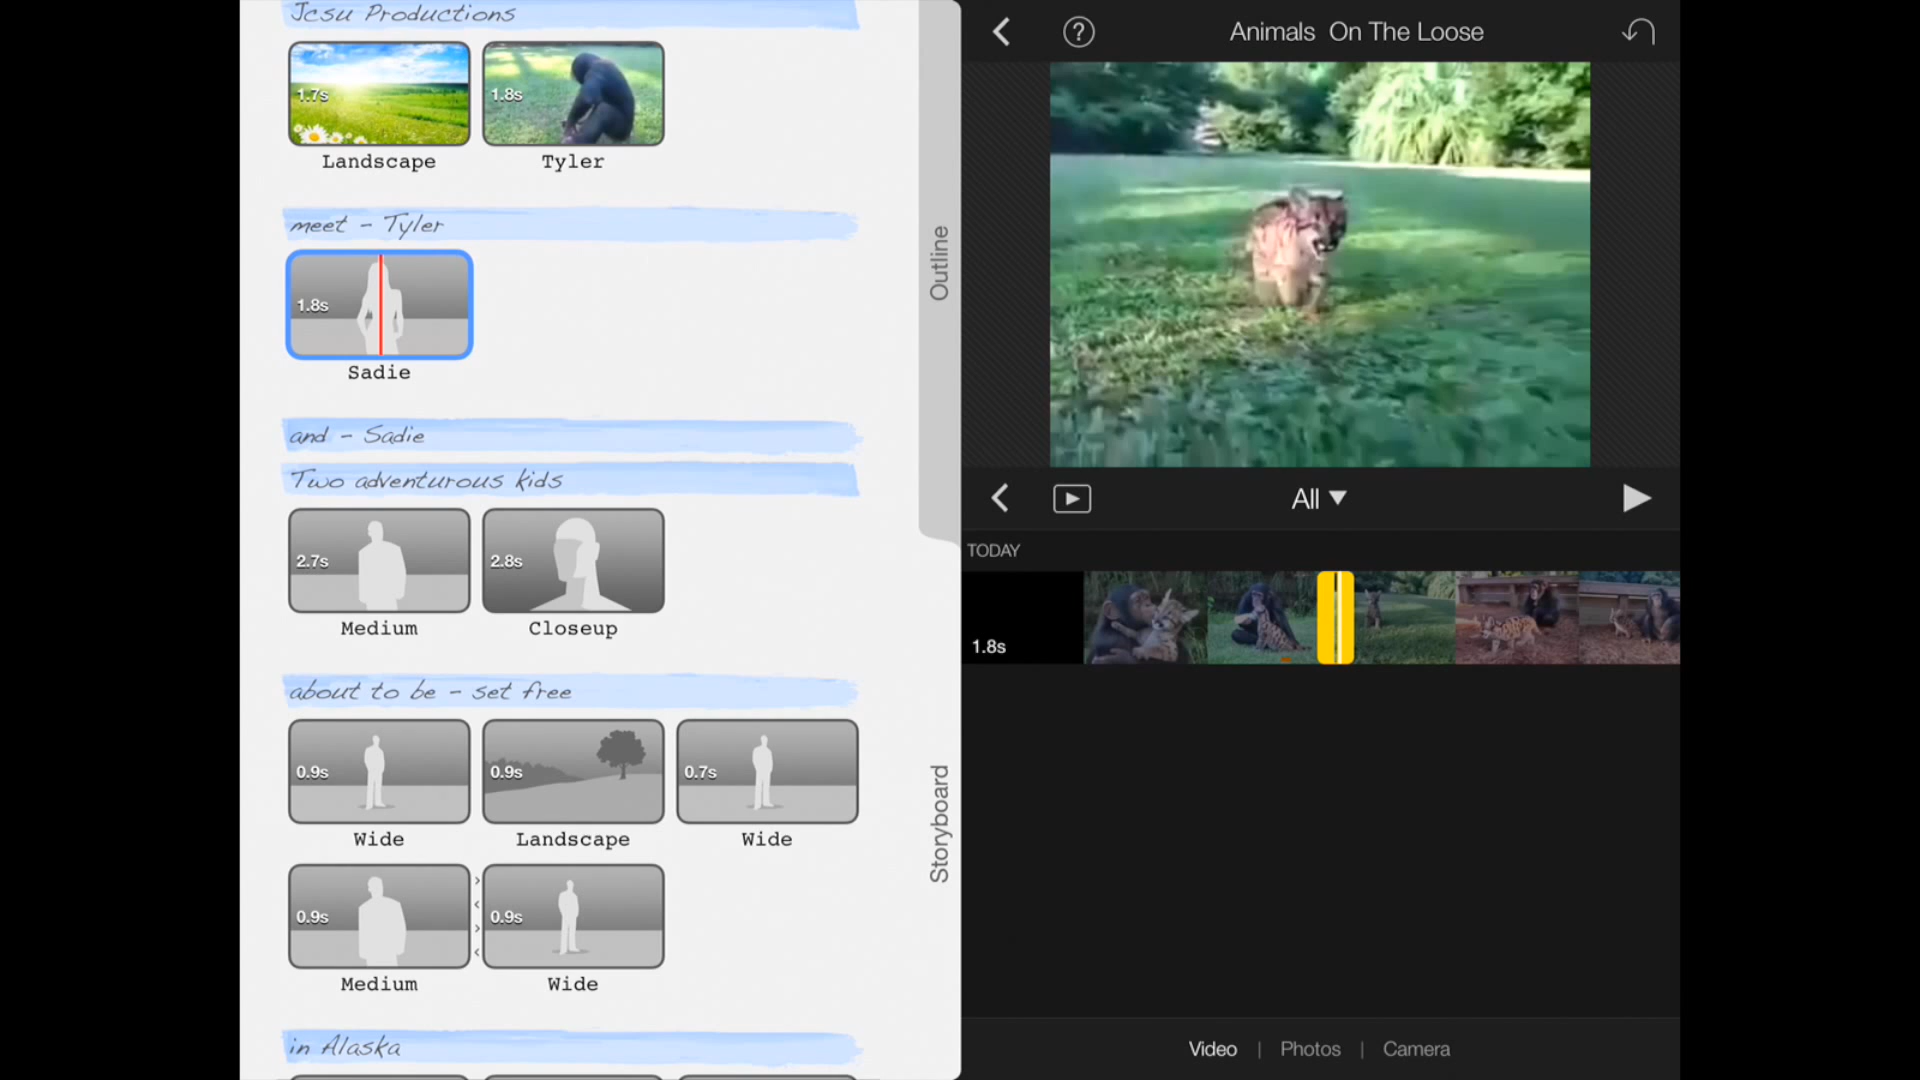 Jcsu Productions
1.7s
1.8s
Landscape
Tyler
meet - Tyler
1.8s
Sadie
and - Sadie
Two adventurous kids
2.7s
2.8s
Medium
Closeup
about to be - set free
0.9s
0.9s
0.7s
Wide
Landscape
Wide
0.9s
0.9s
Medium
Wide
in Alaska
Outline
Storyboard
?
Animals  On The Loose
All
TODAY
1.8s
Video | Photos | Camera